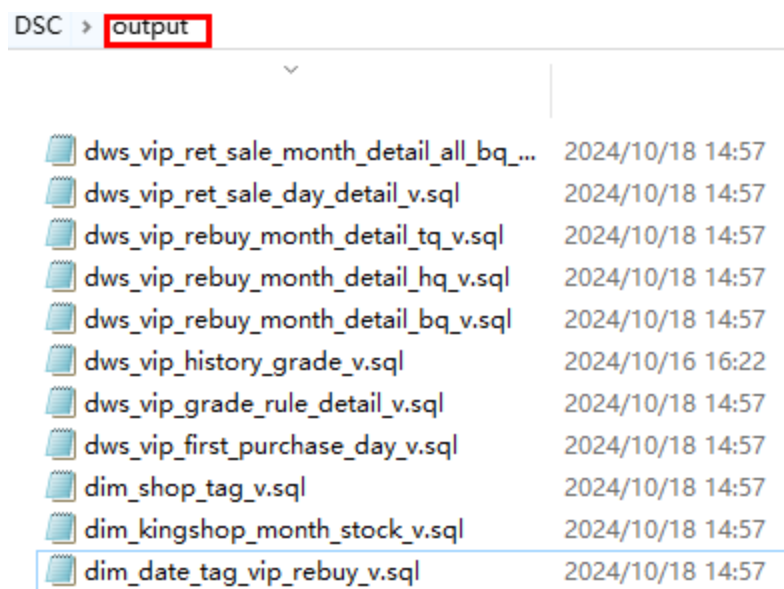 DSC > output
dws_vip_ret_sale_month_detail_all_bq_... 2024/10/18 14:57
dws_vip_ret_sale_day_detail_v.sql 2024/10/18 14:57
dws_vip_rebuy_month_detail_tq_v.sql 2024/10/18 14:57
dws_vip_rebuy_month_detail_hq_v.sql 2024/10/18 14:57
dws_vip_rebuy_month_detail_bq_v.sql 2024/10/18 14:57
dws_vip_history_grade_v.sql 2024/10/16 16:22
dws_vip_grade_rule_detail_v.sql 2024/10/18 14:57
dws_vip_first_purchase_day_v.sql 2024/10/18 14:57
dim_shop_tag_v.sql 2024/10/18 14:57
dim_kingshop_month_stock_v.sql 2024/10/18 14:57
dim_date_tag_vip_rebuy_v.sql 2024/10/18 14:57